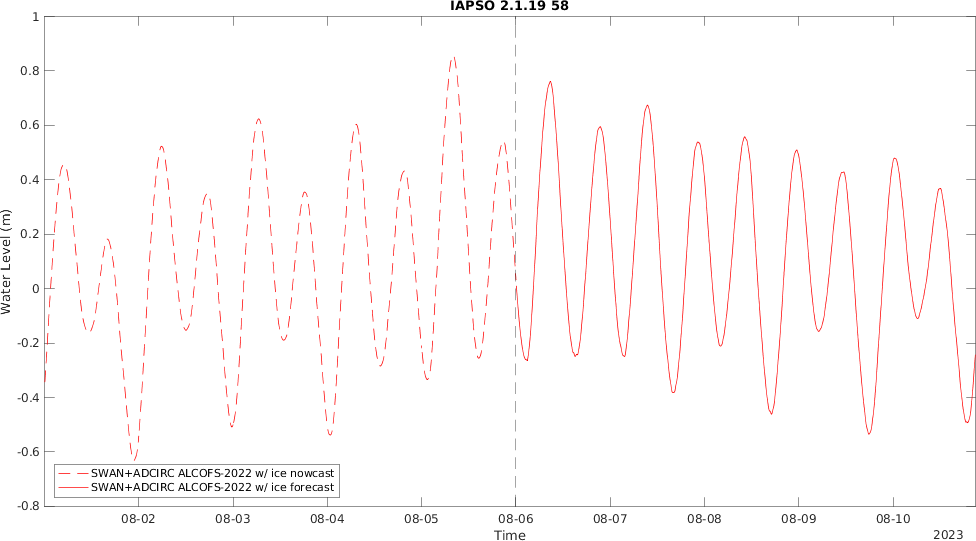 IAPSO 2.1.19 58
Water Level (m)
1
0.8
0.6
0.4
0.2
0
-0.2
-0.4
-0.6
-0.8
SWAN+ADCIRC ALCOFS-2022 w/ ice nowcast
SWAN+ADCIRC ALCOFS-2022 w/ ice forecast
08-02 08-03 08-04 08-05 08-06 08-07 08-08 08-09 08-10
Time
2023